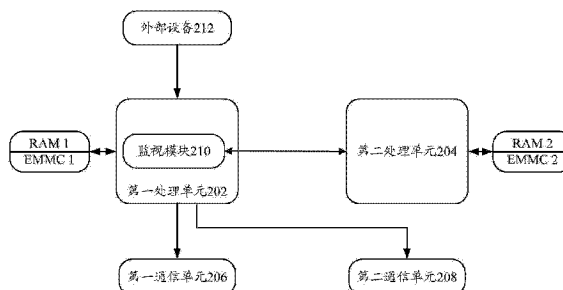 外部设备212
RAM 1
EMMC 1
监视模块210
第一处理单元202
第二处理单元204
RAM 2
EMMC 2
第一通信单元206
第二通信单元208